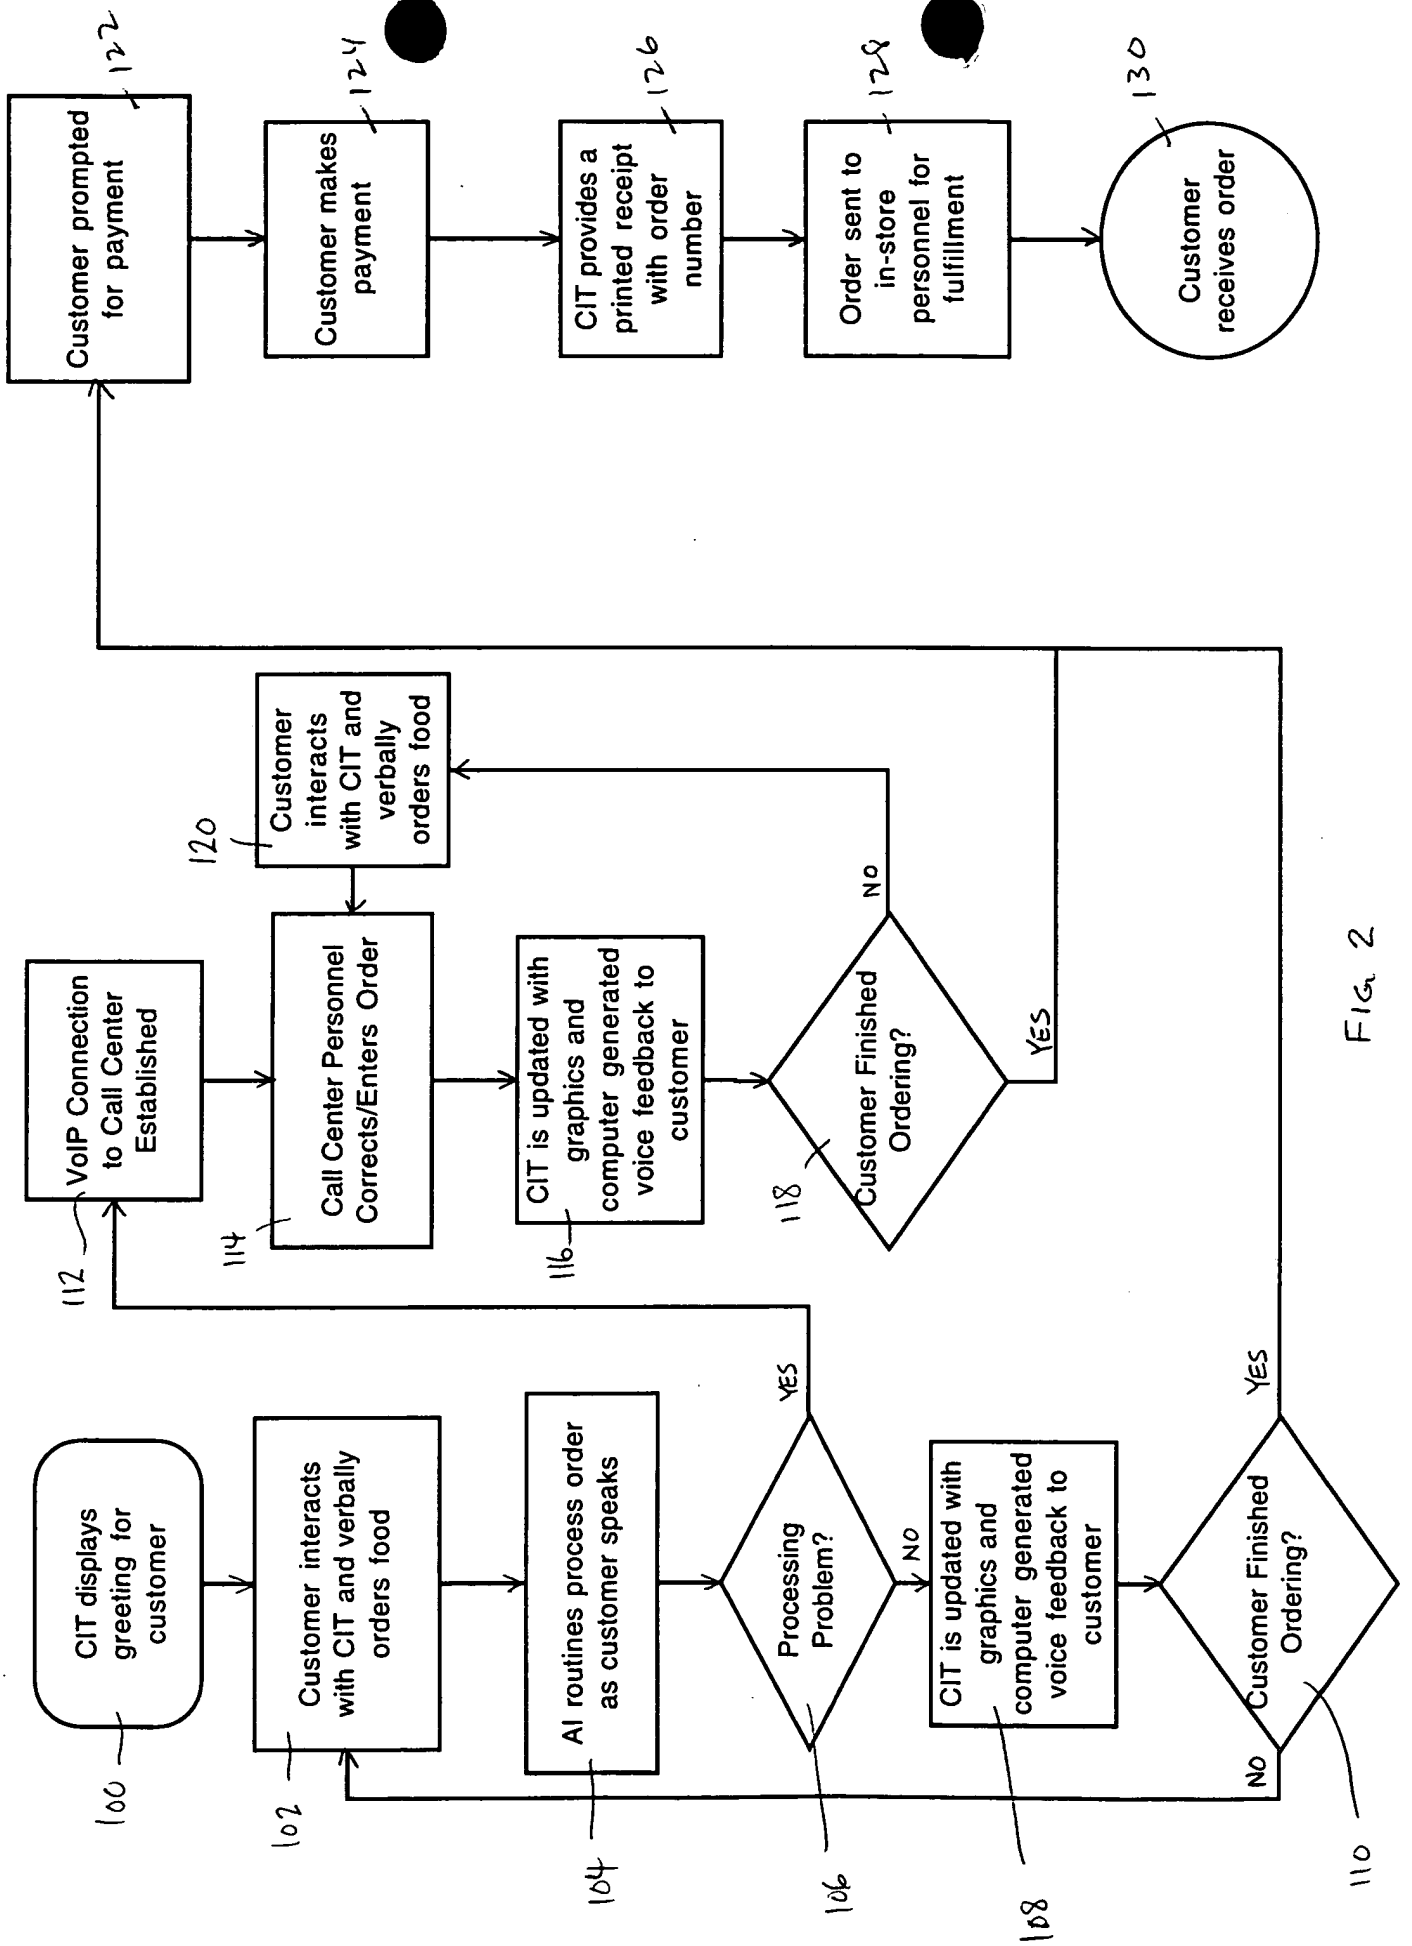 100
CIT displays
greeting for
customer
102
Customer interacts
with CIT and verbally
orders food
104
AI routines process order
as customer speaks
106
Processing
Problem?
YES
NO
108
CIT is updated with
graphics and
computer generated
voice feedback to
customer
110
Customer Finished
Ordering?
NO
YES
112
VoIP Connection
to Call Center
Established
114
Call Center Personnel
Corrects/Enters Order
116
CIT is updated with
graphics and
computer generated
voice feedback to
customer
118
Customer Finished
Ordering?
NO
YES
120
Customer
interacts
with CIT and
verbally
orders food
122
Customer prompted
for payment
124
Customer makes
payment
126
CIT provides a
printed receipt
with order
number
128
Order sent to
in-store
personnel for
fulfillment
130
Customer
receives order
FIG 2